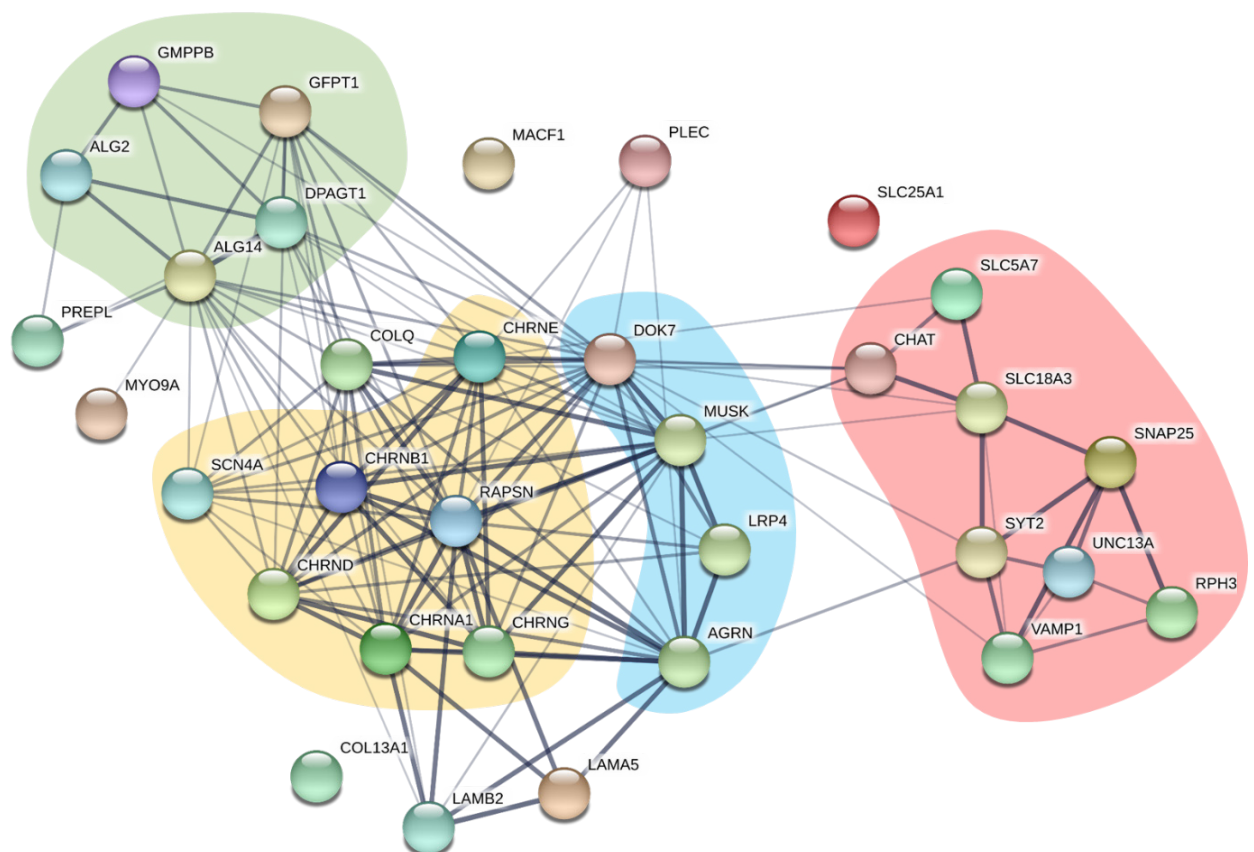 GMPPB
GFPT1
MACF1
PLEC
ALG2
DPAGT1
SLC25A1
ALG14
SLC5A7
PREPL
COLQ
CHRNE
DOK7
CHAT
MYO9A
SLC18A3
MUSK
SNAP25
SCN4A
CHRNB1
RAPSN
LRP4
SYT2
UNC13A
CHRND
RPH3
CHRNA1
CHRNG
AGRN
VAMP1
COL13A1
LAMA5
LAMB2